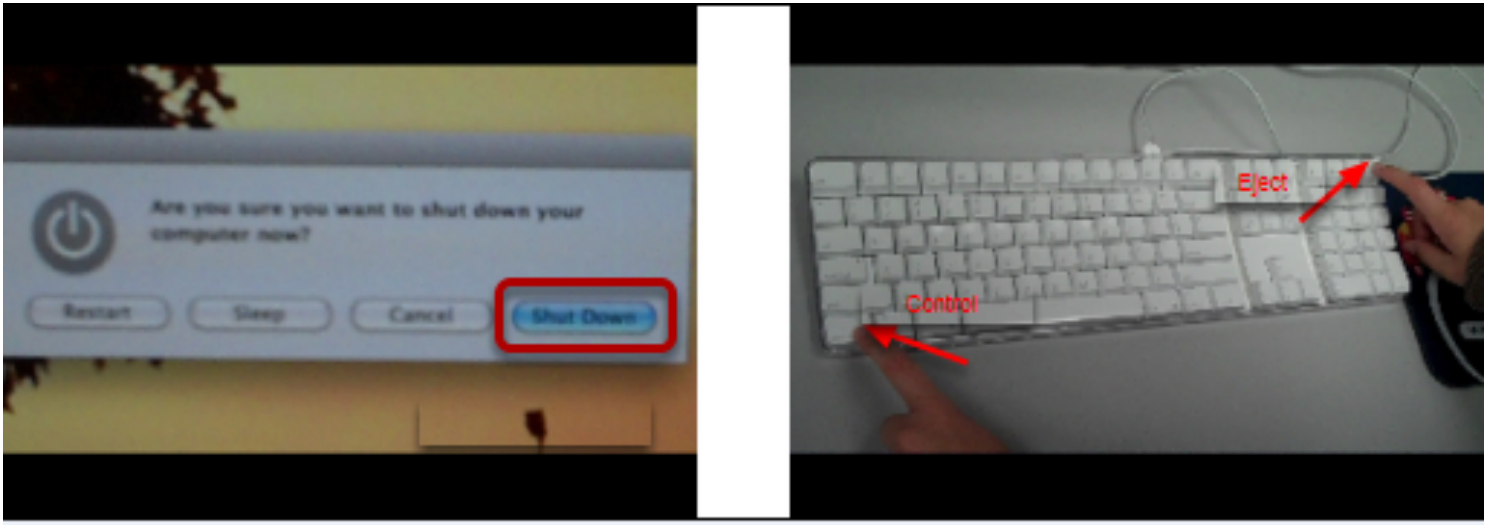 Are you sure you want to shut down your
computer now?
Restart
Sleep
Cancel
Shut Down
Eject
Control